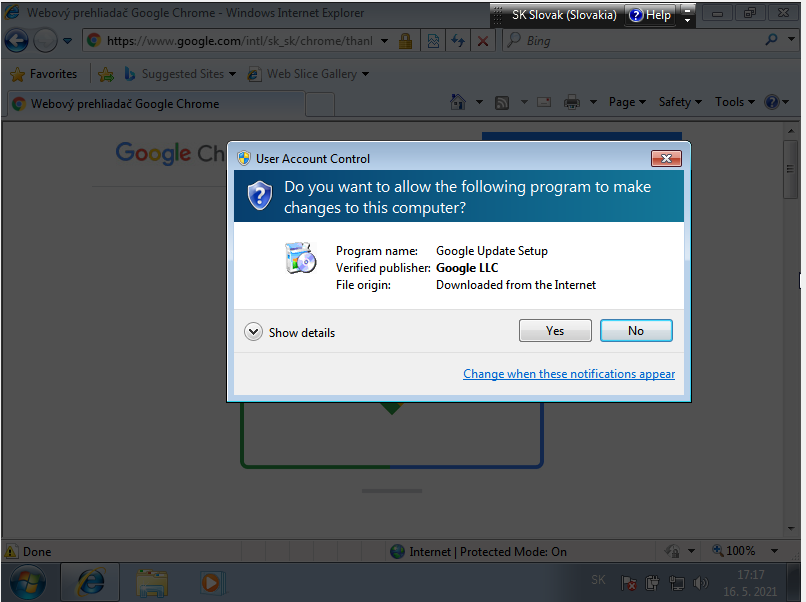 Webový prehliadač Google Chrome - Windows Internet Explorer
SK Slovak (Slovakia) ? Help
https://www.google.com/intl/sk_sk/chrome/thanl
Bing
Favorites
Suggested Sites
Web Slice Gallery
Webový prehliadač Google Chrome
Page
Safety
Tools
Google Ch
User Account Control
Do you want to allow the following program to make
changes to this computer?
Program name: Google Update Setup
Verified publisher: Google LLC
File origin: Downloaded from the Internet
Show details
Yes
No
Change when these notifications appear
Done
Internet | Protected Mode: On
100%
SK
17:17
16. 5. 2021